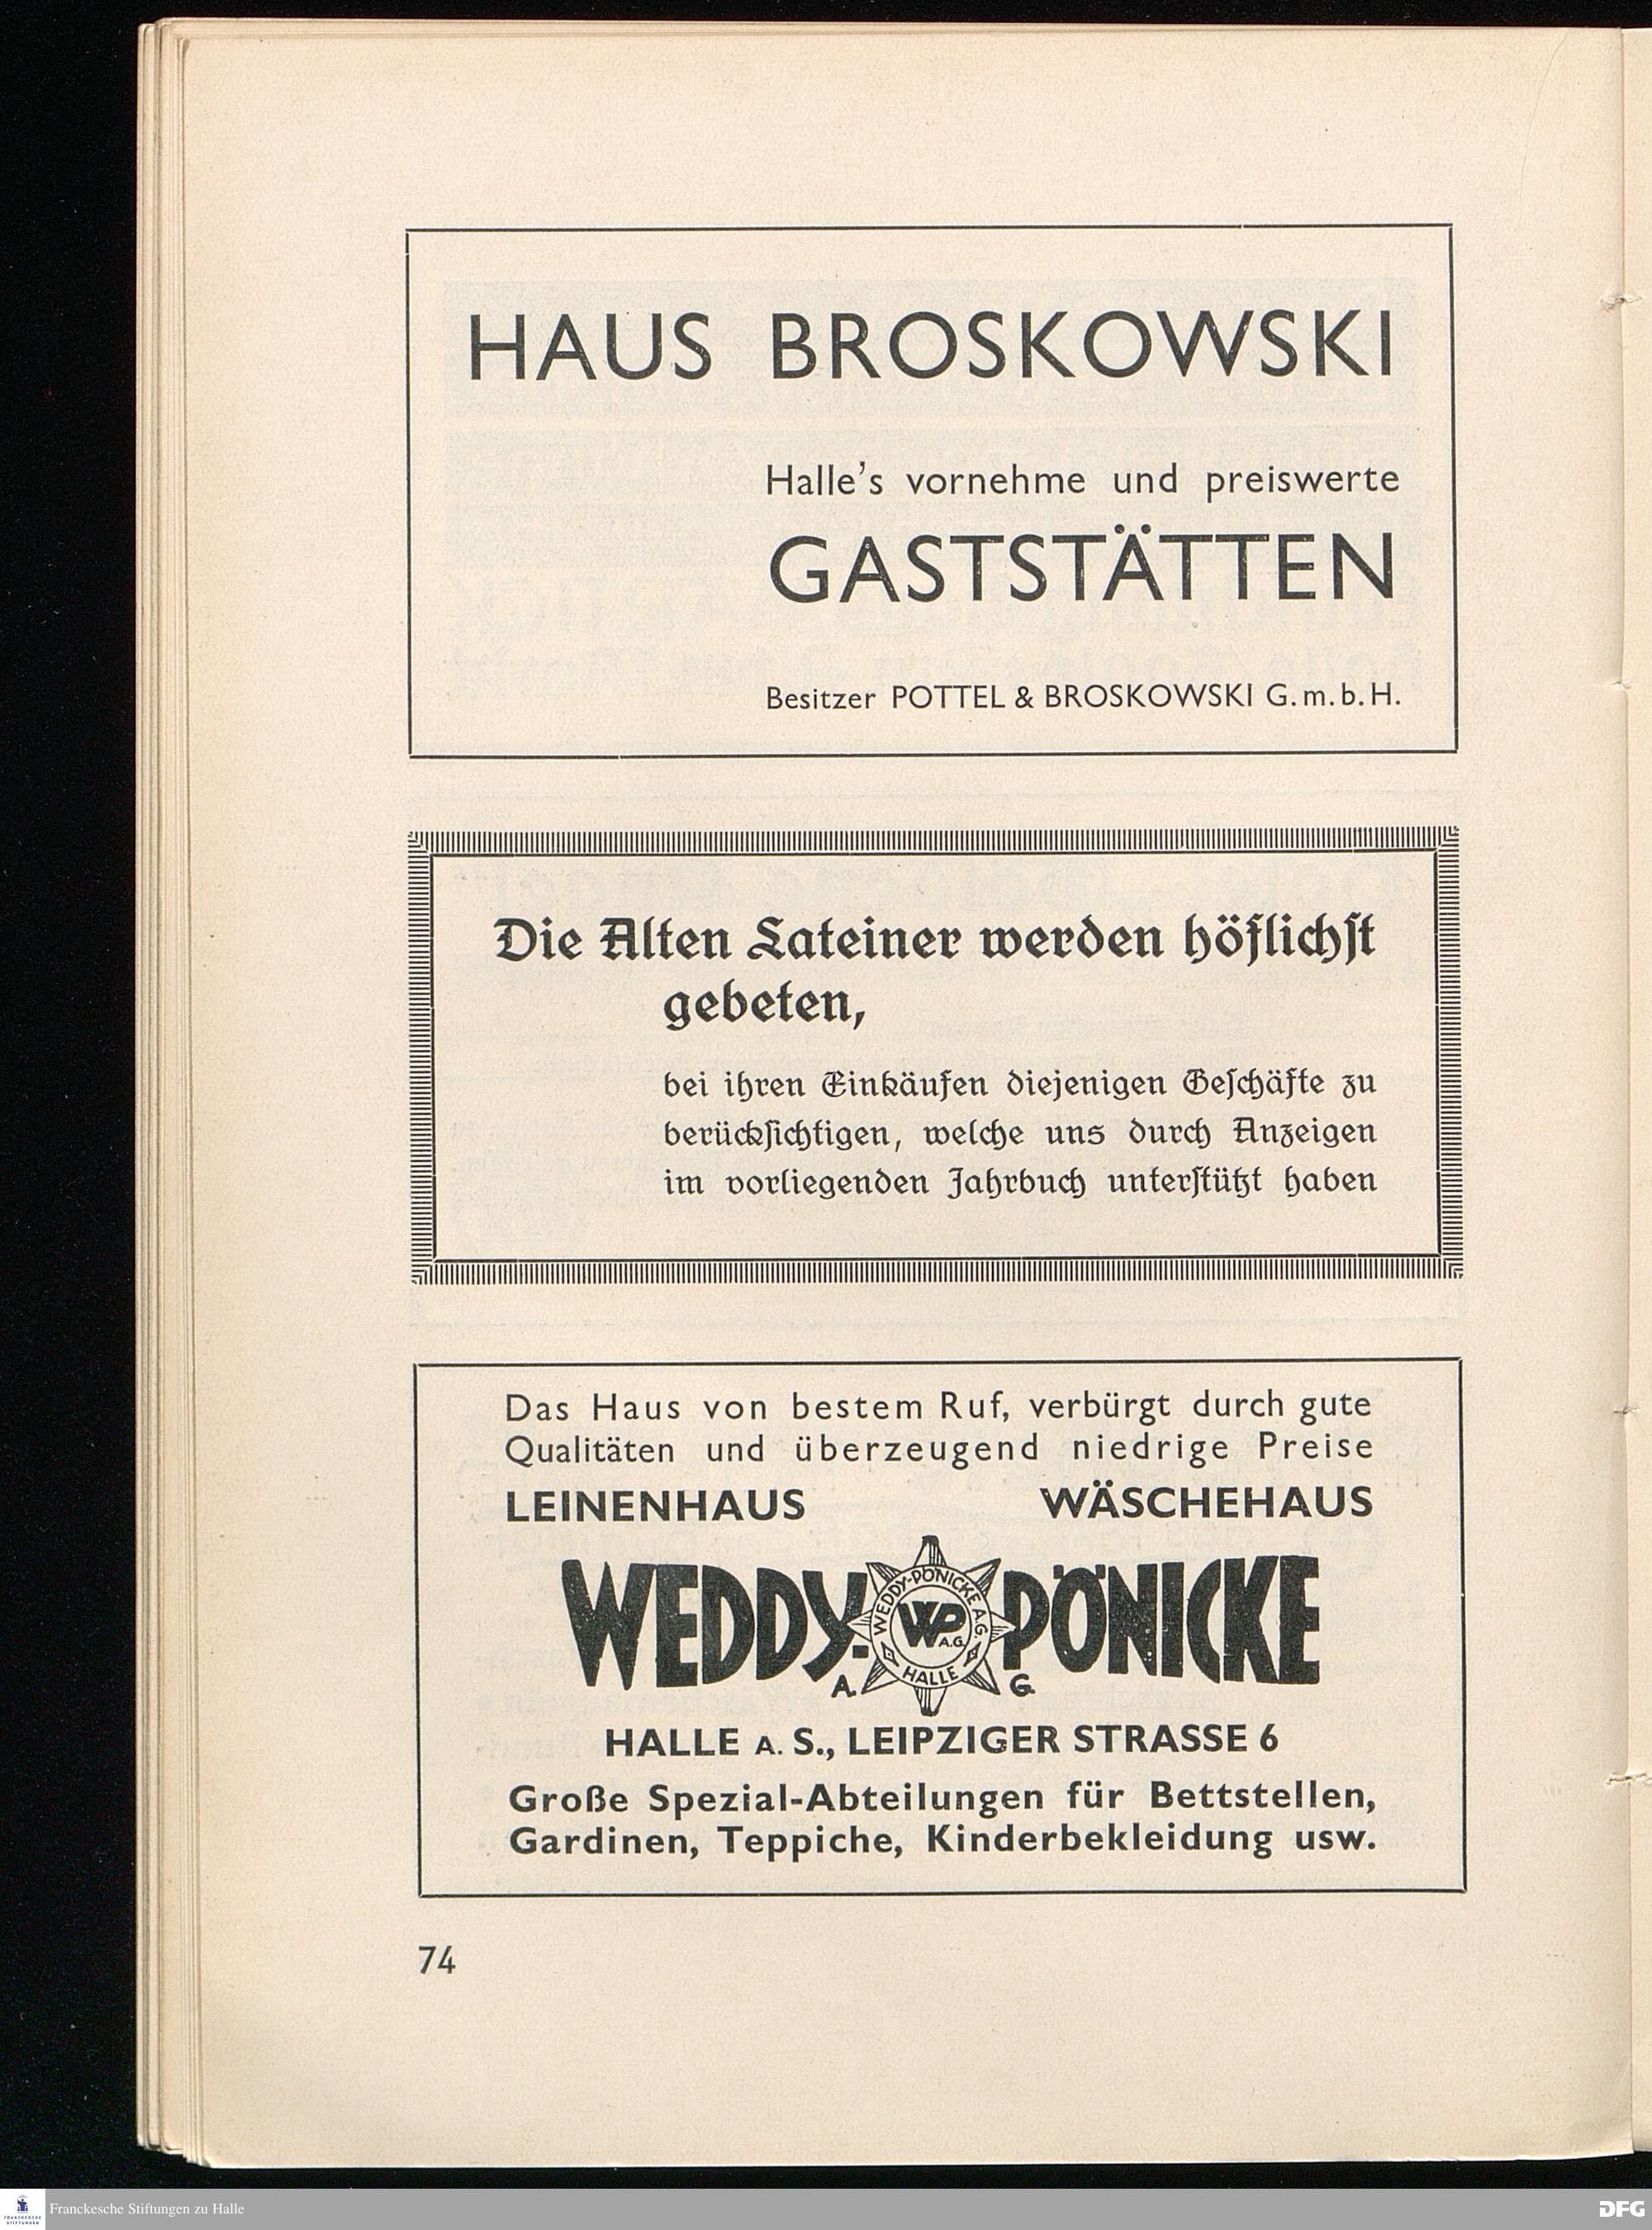 HAUS BROSKOWSKI
Halle's vornehme und preiswerte
GASTSTÄTTEN
Besitzer POTTEL & BROSKOWSKI G.m.b.H.
Die Alten Lateiner werden höflichſt
gebeten,
bei ihren Einkäufen diejenigen Geſchäfte zu
berückſichtigen, welche uns durch Anzeigen
im vorliegenden Jahrbuch unterſtützt haben
Das Haus von bestem Ruf, verbürgt durch gute
Qualitäten und überzeugend niedrige Preise
LEINENHAUS WÄSCHEHAUS
WEDDY-PÖNICKE
A. G.
WEDDY-PÖNICKE A.G.
WP
A.G.
HALLE
HALLE A. S., LEIPZIGER STRASSE 6
Große Spezial-Abteilungen für Bettstellen,
Gardinen, Teppiche, Kinderbekleidung usw.
74
FRANCKESCHE
STIFTUNGEN
Franckesche Stiftungen zu Halle
DFG